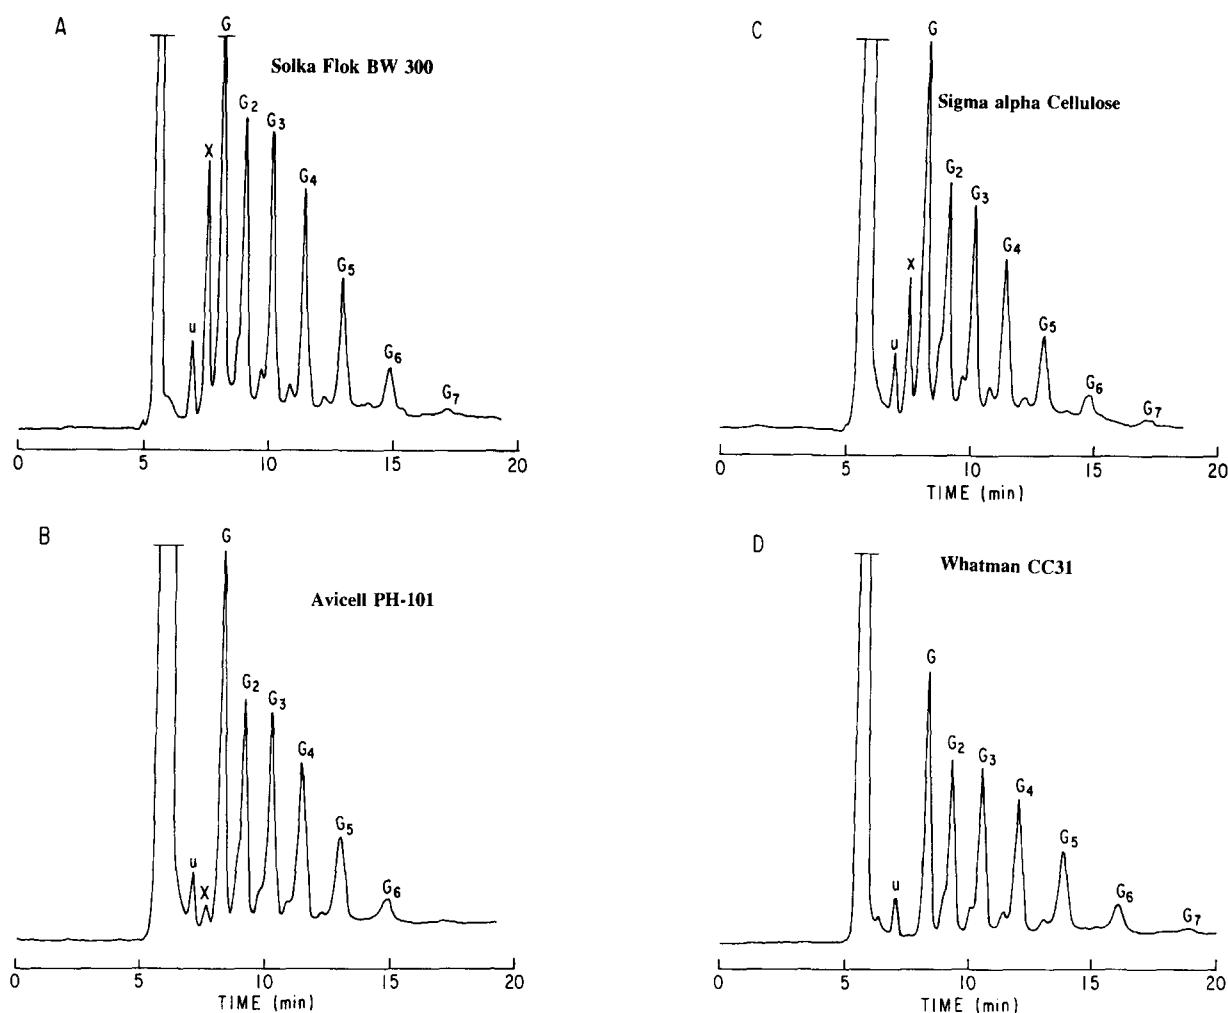 A
Solka Flok BW 300
G
X
u
G2
G3
G4
G5
G6
G7
0 5 10 15 20
B
Avicell PH-101
G
u
X
G2
G3
G4
G5
G6
0 5 10 15 20
TIME (min)
C
Sigma alpha Cellulose
G
X
u
G2
G3
G4
G5
G6
G7
0 5 10 15 20
TIME (min)
D
Whatman CC31
G
u
G2
G3
G4
G5
G6
G7
0 5 10 15 20
TIME (min)